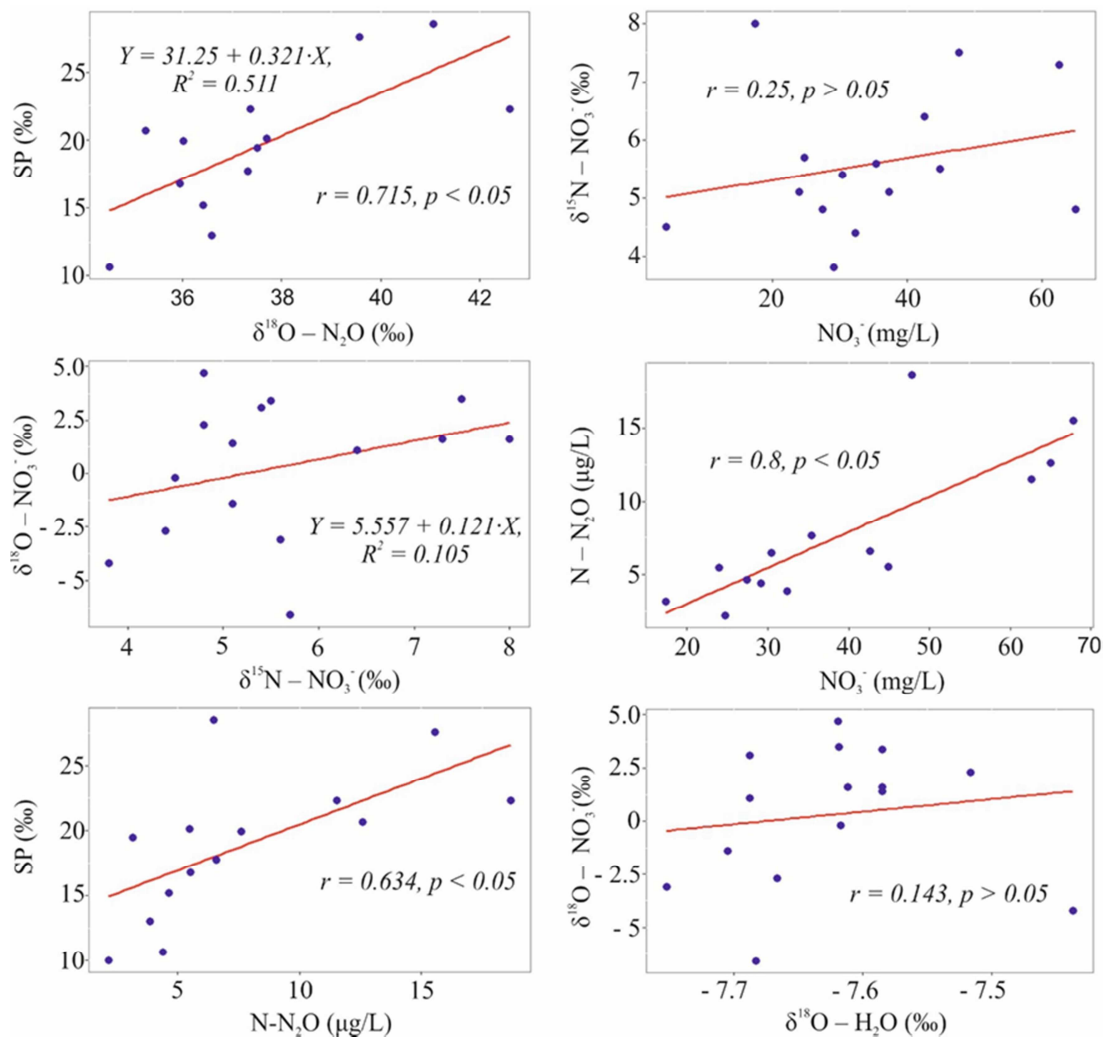 25
20
15
10
SP (‰)
Y = 31.25 + 0.321·X,
R² = 0.511
r = 0.715, p < 0.05
36 38 40 42
δ¹⁸O – N₂O (‰)
8
7
6
5
4
δ¹⁵N – NO₃⁻ (‰)
r = 0.25, p > 0.05
20 40 60
NO₃⁻ (mg/L)
5.0
2.5
0
- 2.5
- 5
δ¹⁸O – NO₃⁻ (‰)
Y = 5.557 + 0.121·X,
R² = 0.105
4 5 6 7 8
δ¹⁵N – NO₃⁻ (‰)
15
10
5
N – N₂O (µg/L)
r = 0.8, p < 0.05
20 30 40 50 60 70
NO₃⁻ (mg/L)
25
20
15
10
SP (‰)
r = 0.634, p < 0.05
5 10 15
N-N₂O (µg/L)
5.0
2.5
0
- 2.5
- 5
δ¹⁸O – NO₃⁻ (‰)
r = 0.143, p > 0.05
- 7.7 - 7.6 - 7.5
δ¹⁸O – H₂O (‰)